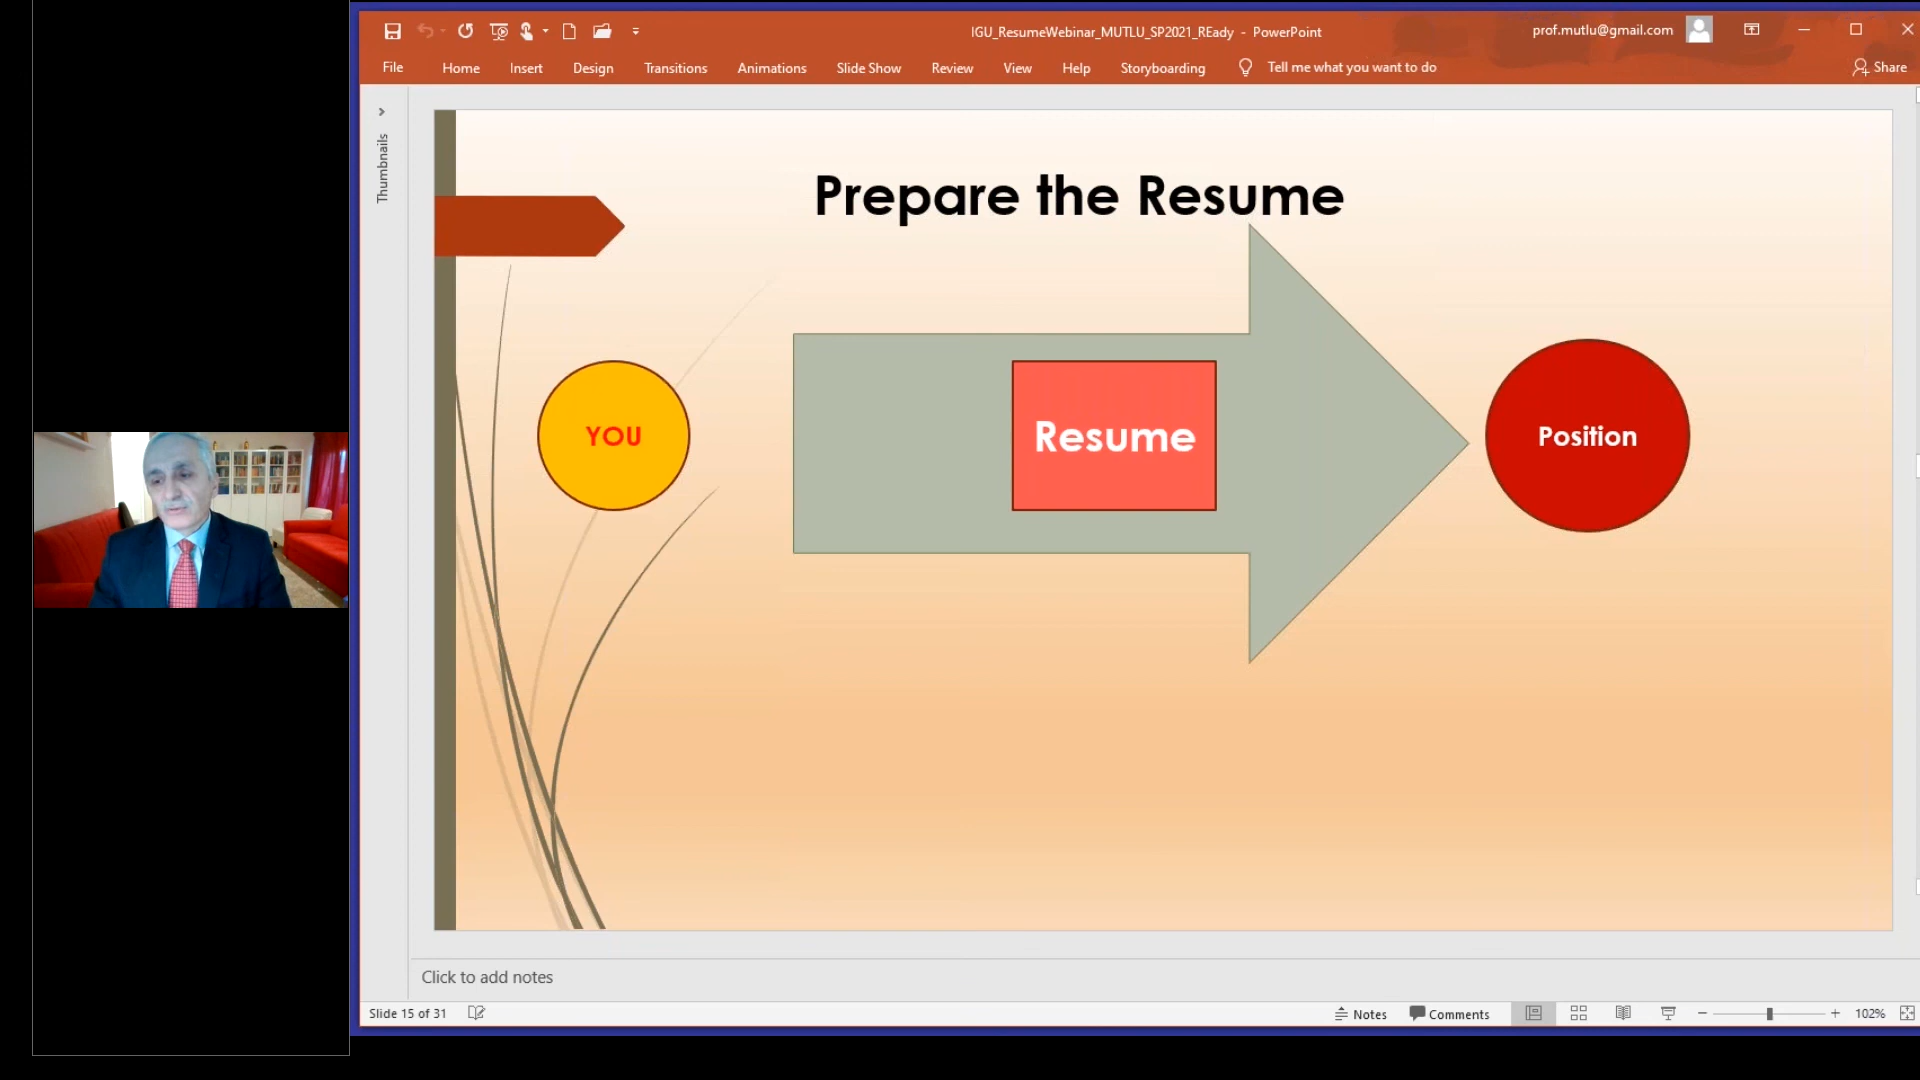 IGU_ResumeWebinar_MUTLU_SP2021_REady - PowerPoint
prof.mutlu@gmail.com
File Home Insert Design Transitions Animations Slide Show Review View Help Storyboarding Tell me what you want to do Share
Thumbnails
Prepare the Resume
YOU
Resume
Position
Click to add notes
Slide 15 of 31
Notes Comments 102%